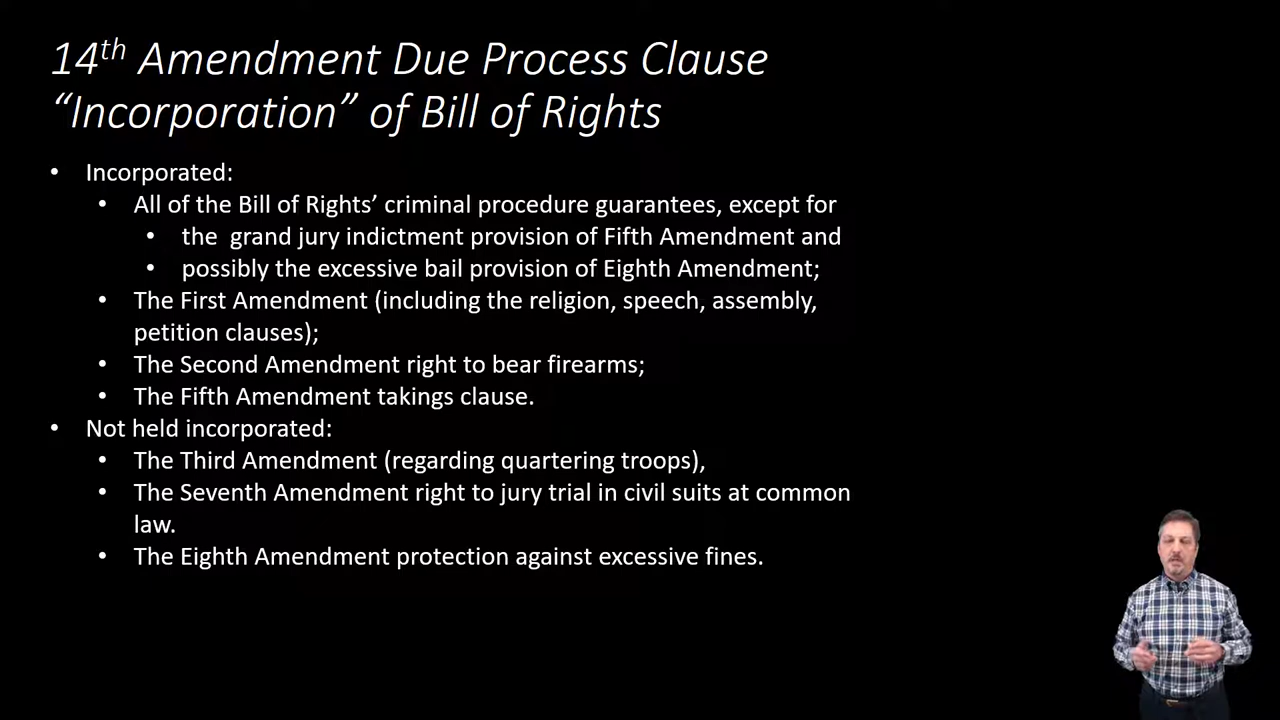 14th Amendment Due Process Clause
“Incorporation” of Bill of Rights
• Incorporated:
• All of the Bill of Rights’ criminal procedure guarantees, except for
• the grand jury indictment provision of Fifth Amendment and
• possibly the excessive bail provision of Eighth Amendment;
• The First Amendment (including the religion, speech, assembly,
petition clauses);
• The Second Amendment right to bear firearms;
• The Fifth Amendment takings clause.
• Not held incorporated:
• The Third Amendment (regarding quartering troops),
• The Seventh Amendment right to jury trial in civil suits at common
law.
• The Eighth Amendment protection against excessive fines.